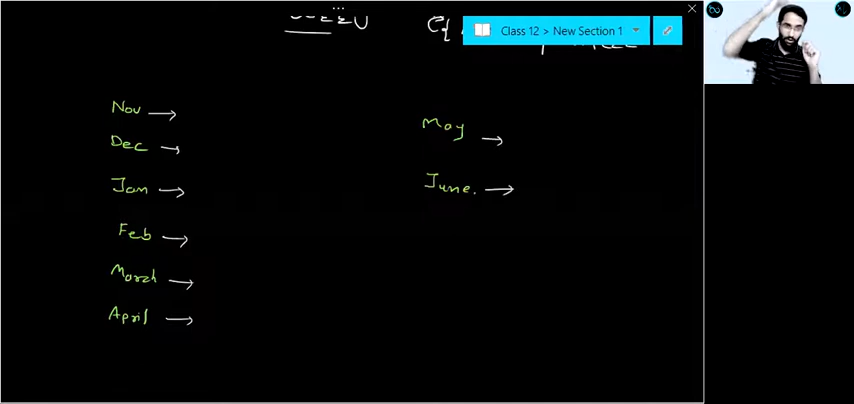 Class 12 > New Section 1
Nov →
Dec →
Jan →
Feb →
March →
April →
May →
June. →